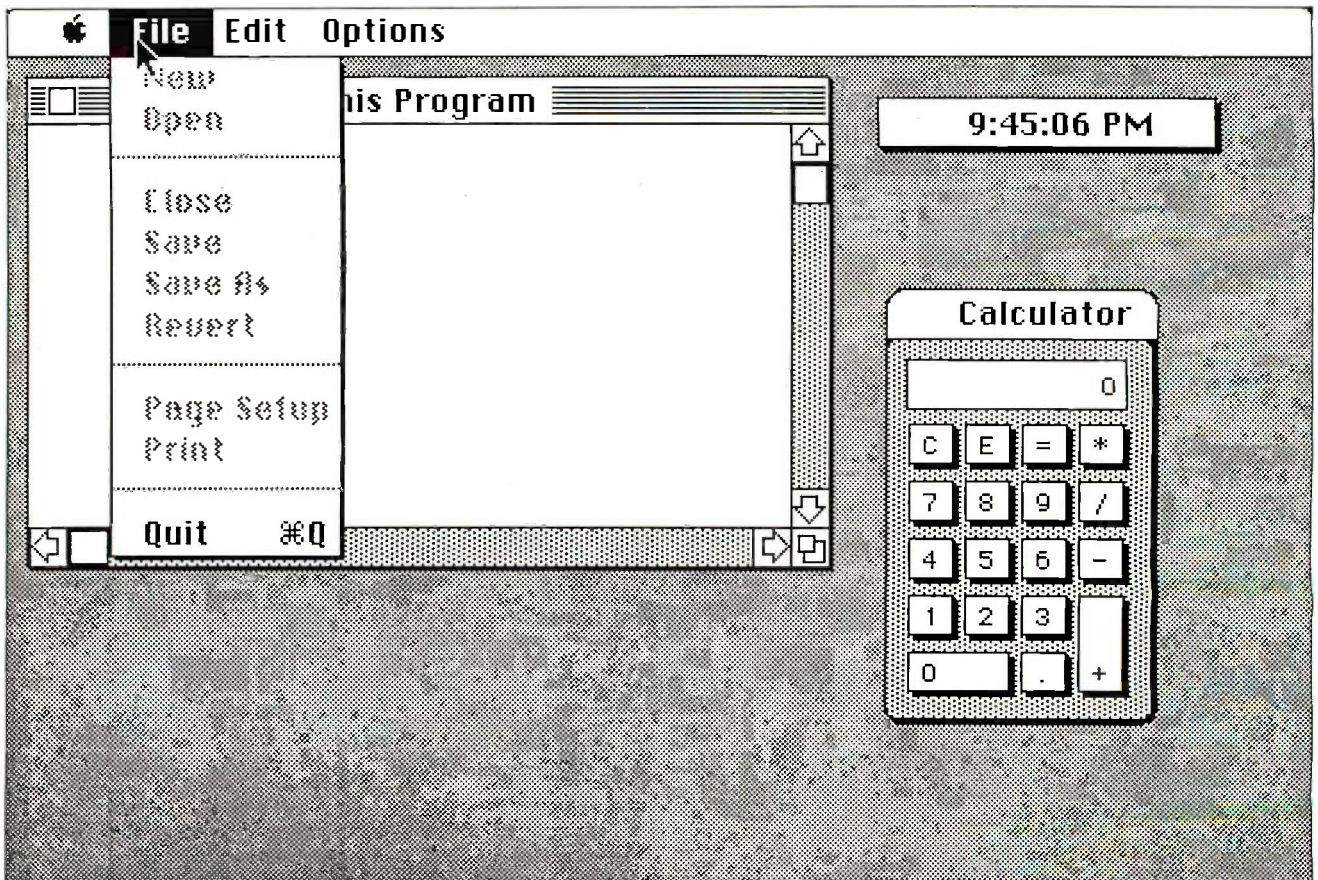 File Edit Options
New
Open
Close
Save
Save As
Revert
Page Setup
Print
Quit ⌘Q
his Program
9:45:06 PM
Calculator
0
C E = *
7 8 9 /
4 5 6 -
1 2 3
0 . +